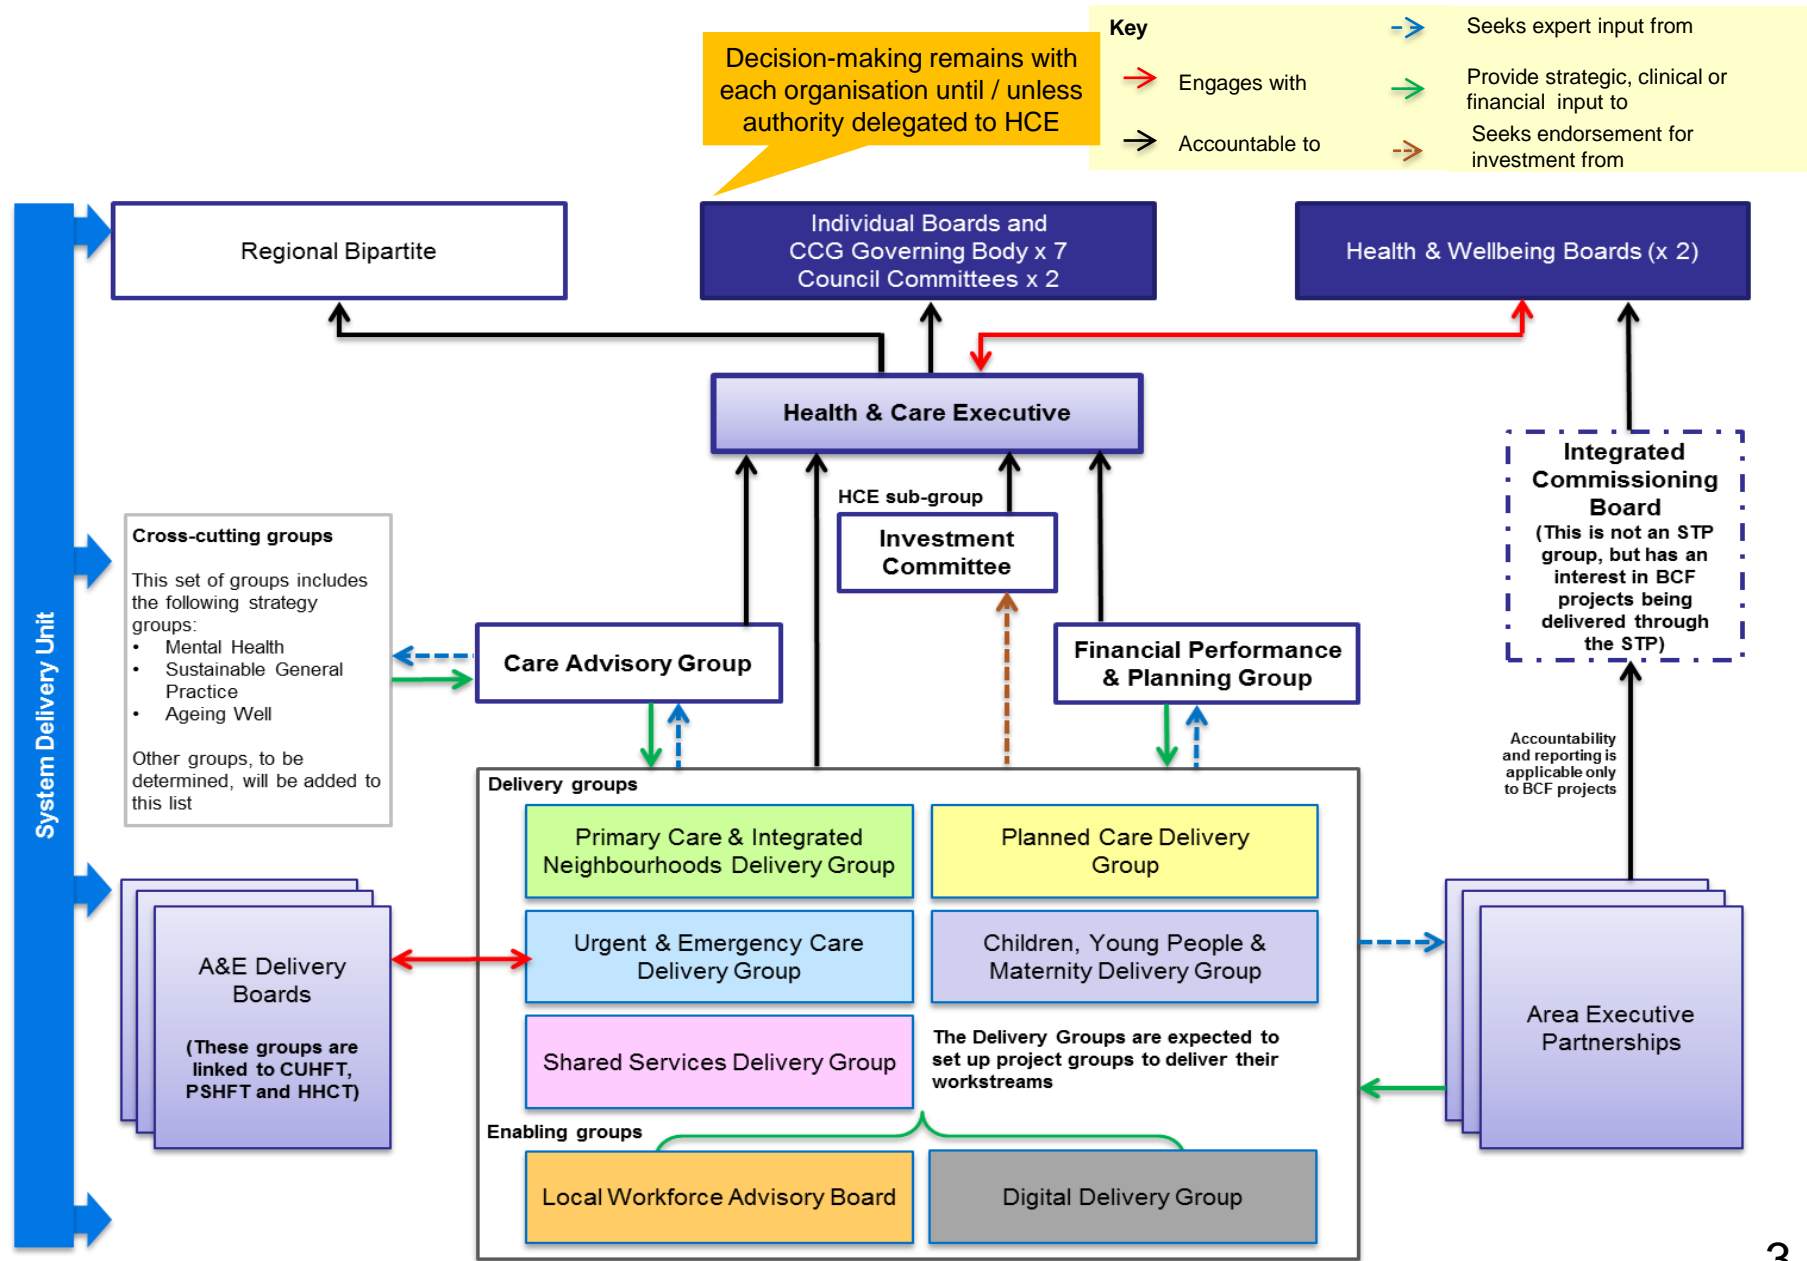 Key
Seeks expert input from
Engages with
Provide strategic, clinical or
financial input to
Accountable to
Seeks endorsement for
investment from
Decision-making remains with
each organisation until / unless
authority delegated to HCE
System Delivery Unit
Regional Bipartite
Individual Boards and
CCG Governing Body x 7
Council Committees x 2
Health & Wellbeing Boards (x 2)
Health & Care Executive
HCE sub-group
Investment
Committee
Integrated
Commissioning
Board
(This is not an STP
group, but has an
interest in BCF
projects being
delivered through
the STP)
Cross-cutting groups
This set of groups includes
the following strategy
groups:
• Mental Health
• Sustainable General
Practice
• Ageing Well
Other groups, to be
determined, will be added to
this list
Care Advisory Group
Financial Performance
& Planning Group
Accountability
and reporting is
applicable only
to BCF projects
Delivery groups
Primary Care & Integrated
Neighbourhoods Delivery Group
Planned Care Delivery
Group
Urgent & Emergency Care
Delivery Group
Children, Young People &
Maternity Delivery Group
Shared Services Delivery Group
The Delivery Groups are expected to
set up project groups to deliver their
workstreams
Enabling groups
Local Workforce Advisory Board
Digital Delivery Group
A&E Delivery
Boards
(These groups are
linked to CUHFT,
PSHFT and HHCT)
Area Executive
Partnerships
3